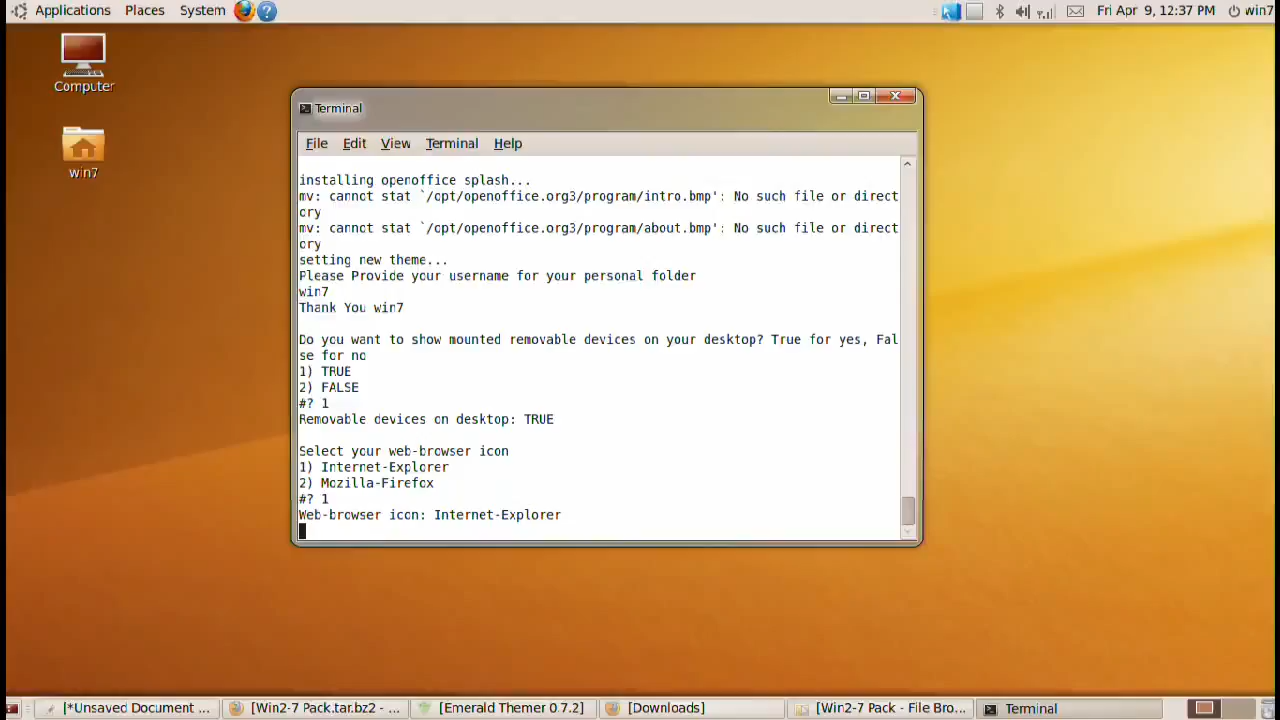 Applications Places System Fri Apr 9, 12:37 PM win7
Computer
win7
Terminal
File Edit View Terminal Help
installing openoffice splash...
mv: cannot stat `/opt/openoffice.org3/program/intro.bmp': No such file or direct
ory
mv: cannot stat `/opt/openoffice.org3/program/about.bmp': No such file or direct
ory
setting new theme...
Please Provide your username for your personal folder
win7
Thank You win7
Do you want to show mounted removable devices on your desktop? True for yes, Fal
se for no
1) TRUE
2) FALSE
#? 1
Removable devices on desktop: TRUE
Select your web-browser icon
1) Internet-Explorer
2) Mozilla-Firefox
#? 1
Web-browser icon: Internet-Explorer
[*Unsaved Document ... [Win2-7 Pack.tar.bz2 - ... [Emerald Themer 0.7.2] [Downloads] [Win2-7 Pack - File Bro... Terminal